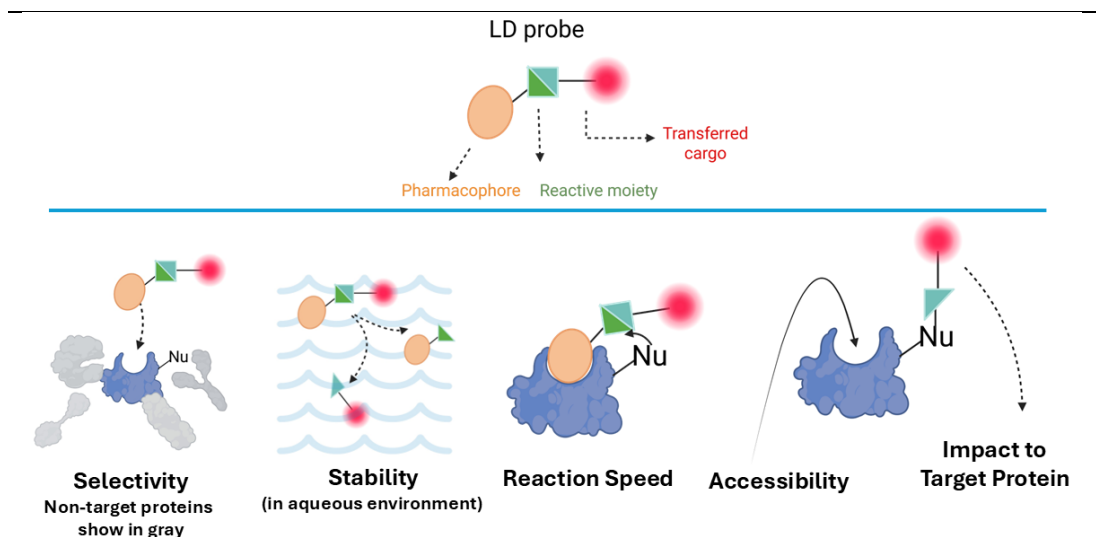 LD probe
Transferred
cargo
Pharmacophore
Reactive moiety
Nu
Nu
Nu
Selectivity
Non-target proteins
show in gray
Stability
(in aqueous environment)
Reaction Speed
Accessibility
Impact to
Target Protein